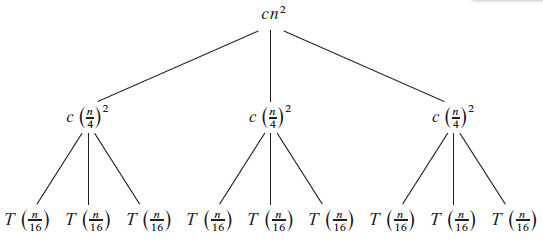 cn²
c (n/4)² c (n/4)² c (n/4)²
T (n/16) T (n/16) T (n/16) T (n/16) T (n/16) T (n/16) T (n/16) T (n/16) T (n/16)